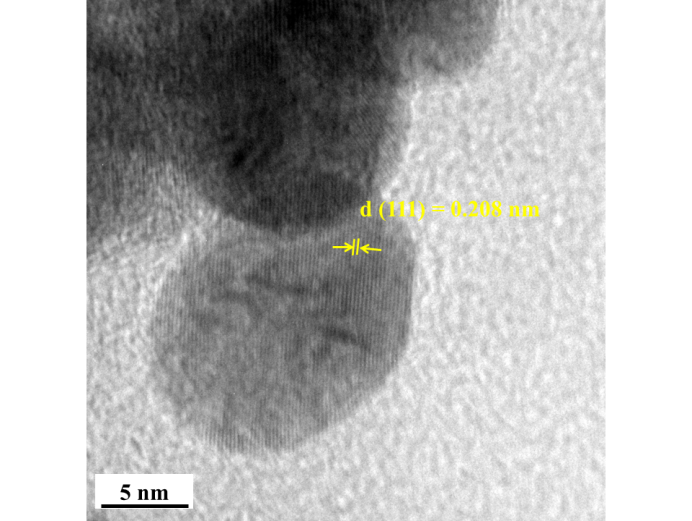 d (111) = 0.208 nm
5 nm